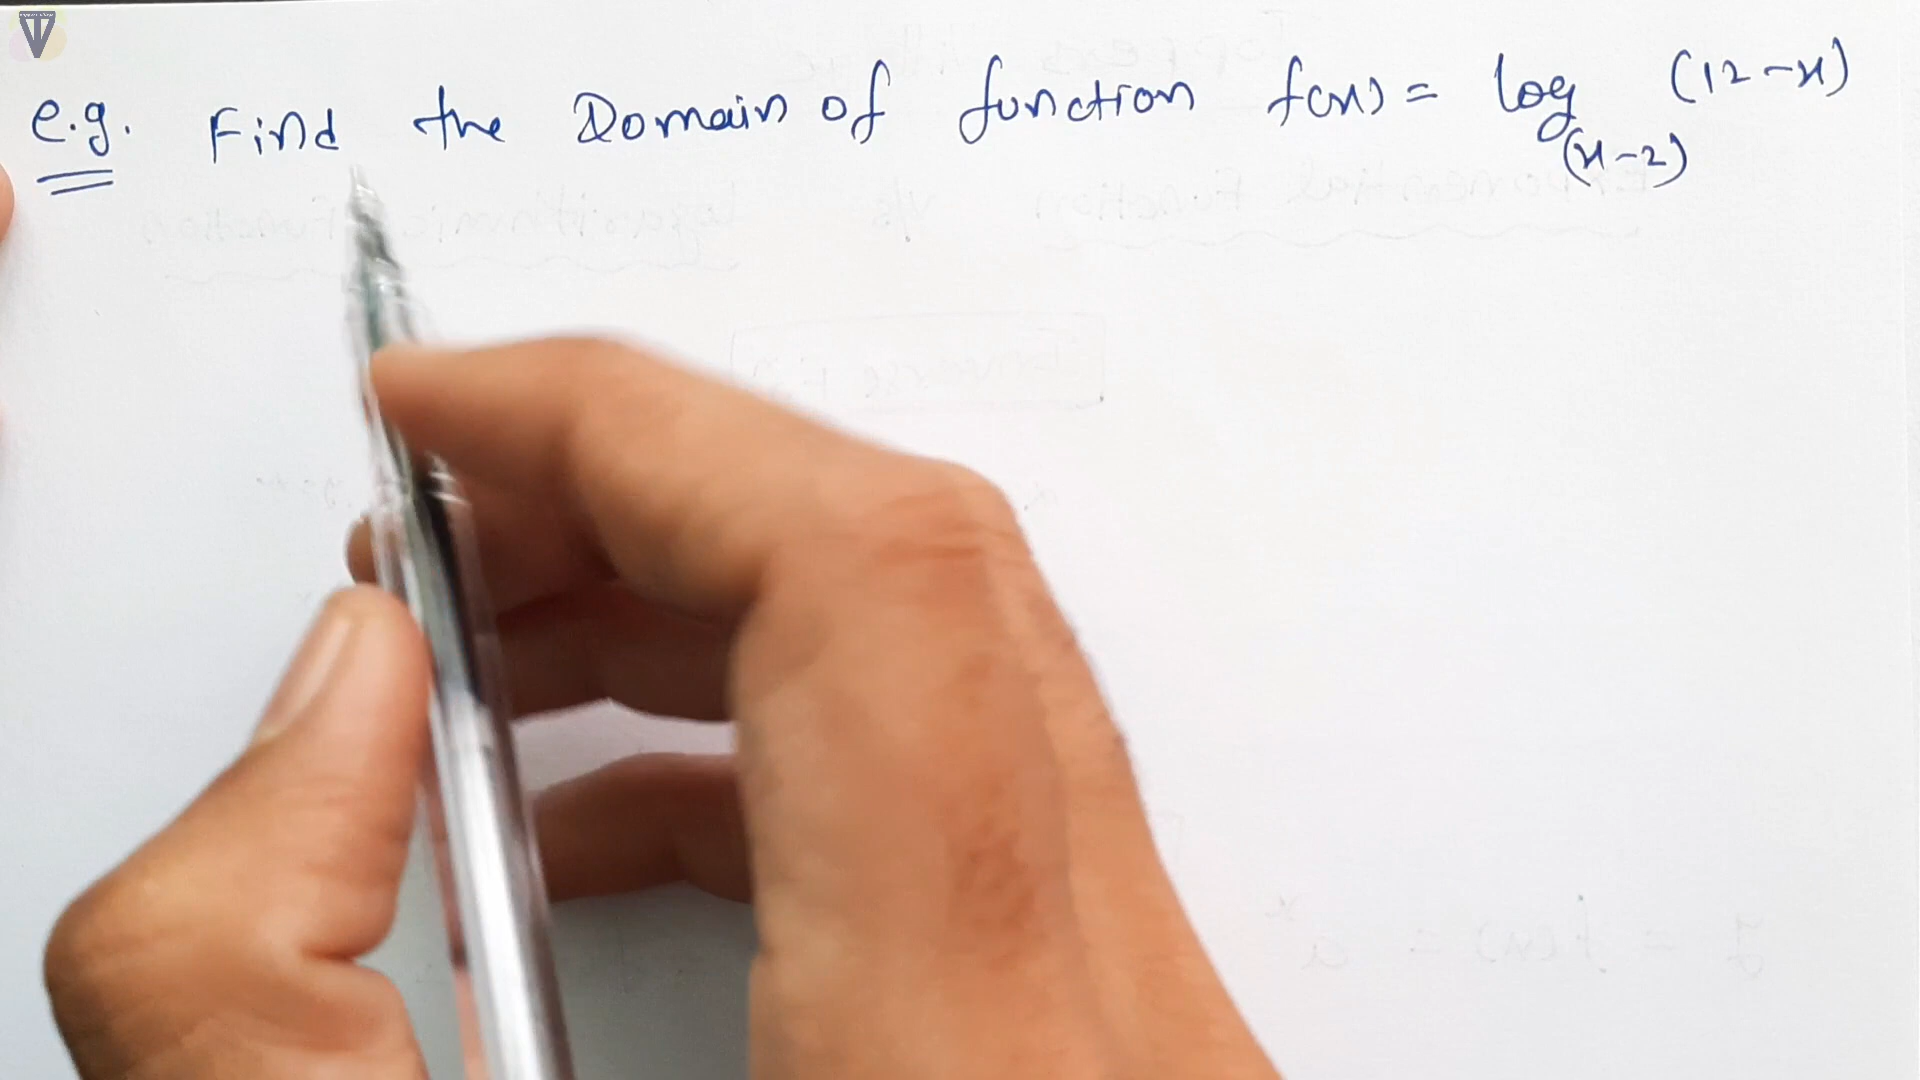 e.g. Find the Domain of function f(x) = log(x-2) (12-x)